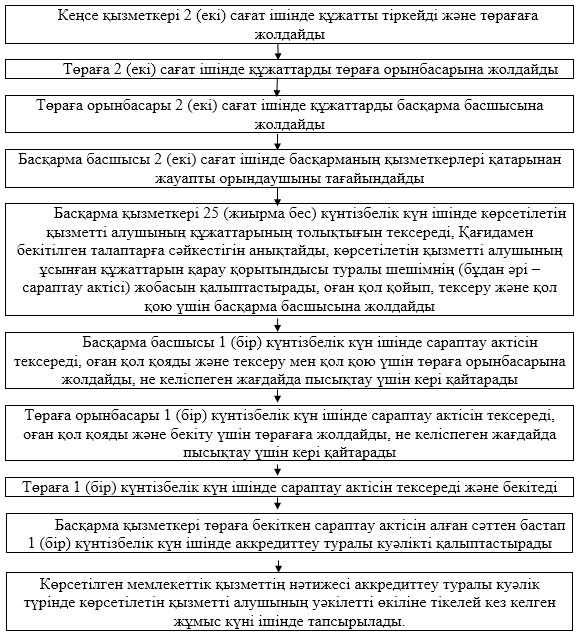 Кеңсе қызметкері 2 (екі) сағат ішінде құжатты тіркейді және төрағаға
жолдайды
Төраға 2 (екі) сағат ішінде құжаттарды төраға орынбасарына жолдайды
Төраға орынбасары 2 (екі) сағат ішінде құжаттарды басқарма басшысына
жолдайды
Басқарма басшысы 2 (екі) сағат ішінде басқарманың қызметкерлері қатарынан
жауапты орындаушыны тағайындайды
Басқарма қызметкері 25 (жиырма бес) күнтізбелік күн ішінде көрсетілетін
қызметті алушының құжаттарының толықтығын тексереді, Қағидамен
бекітілген талаптарға сәйкестігін анықтайды, көрсетілетін қызметті алушының
ұсынған құжаттарын қарау қорытындысы туралы шешімнің (бұдан әрі –
сараптау актісі) жобасын қалыптастырады, оған қол қойып, тексеру және қол
қою үшін басқарма басшысына жолдайды
Басқарма басшысы 1 (бір) күнтізбелік күн ішінде сараптау актісін
тексереді, оған қол қояды және тексеру мен қол қою үшін төраға орынбасарына
жолдайды, не келіспеген жағдайда пысықтау үшін кері қайтарады
Төраға орынбасары 1 (бір) күнтізбелік күн ішінде сараптау актісін тексереді,
оған қол қояды және бекіту үшін төрағаға жолдайды, не келіспеген жағдайда
пысықтау үшін кері қайтарады
Төраға 1 (бір) күнтізбелік күн ішінде сараптау актісін тексереді және бекітеді
Басқарма қызметкері төраға бекіткен сараптау актісін алған сәттен бастап
1 (бір) күнтізбелік күн ішінде аккредиттеу туралы куәлікті қалыптастырады
Көрсетілген мемлекеттік қызметтің нәтижесі аккредиттеу туралы куәлік
түрінде көрсетілетін қызметті алушының уәкілетті өкіліне тікелей кез келген
жұмыс күні ішінде тапсырылады.